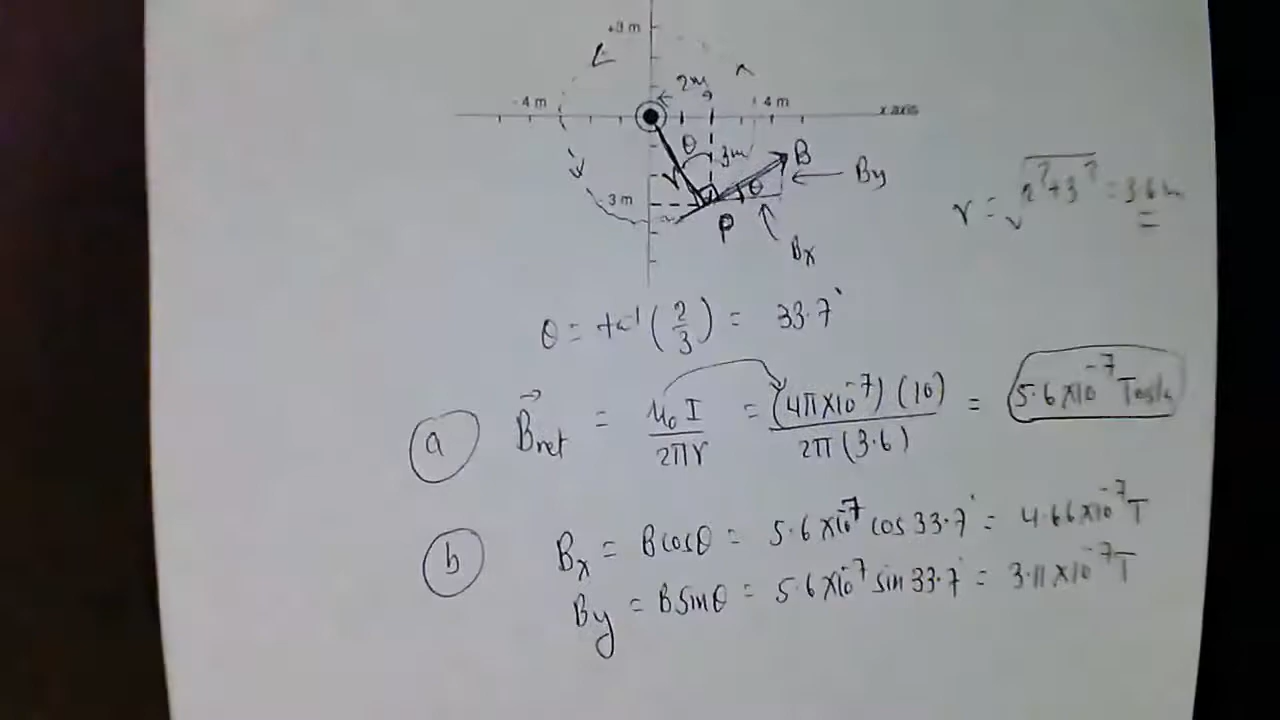 +3 m
2m
- 4 m
4 m
x axis
θ
3m
B
r
θ
By
- 3 m
P
Bx
r = √2²+3² = 3.6 m
θ = tan⁻¹ (2/3) = 33.7°
a B⃗net = μ₀ I / 2πr = (4π×10⁻⁷) (10) / 2π (3.6) = 5.6×10⁻⁷ Tesla
b Bx = B cosθ = 5.6×10⁻⁷ cos 33.7° = 4.66×10⁻⁷ T
By = B Sinθ = 5.6×10⁻⁷ sin 33.7° = 3.11×10⁻⁷ T